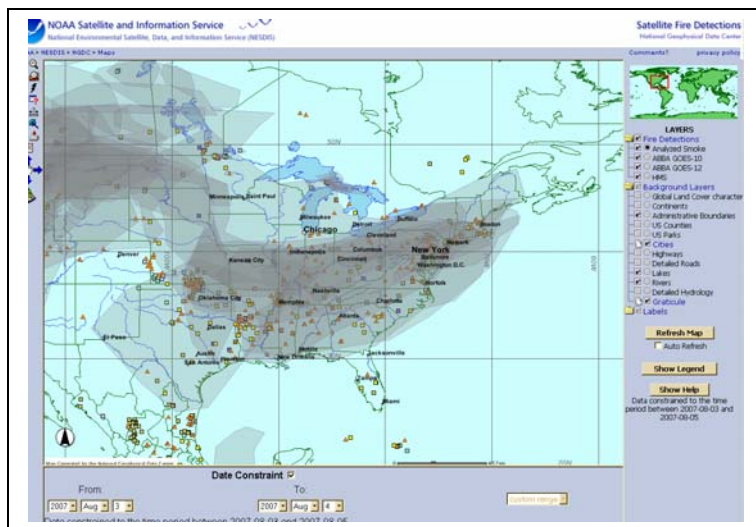 NOAA Satellite and Information Service
National Environmental Satellite, Data, and Information Service (NESDIS)
Satellite Fire Detections
National Geophysical Data Center
> NESDIS > NGDC > Maps
Comments?
privacy policy
50N
Minneapolis
Saint Paul
Milwaukee
Chicago
Detroit
Buffalo
Cleveland
Boston
New York
Newark
Denver
Kansas City
Indianapolis
Columbus
Cincinnati
Baltimore
Washington D.C.
Norfolk
Nashville
Oklahoma City
Memphis
Charlotte
Atlanta
Dallas
El Paso
Austin
San Antonio
Houston
New Orleans
Mobile
Jacksonville
Tampa
Miami
LAYERS
Fire Detections
Analyzed Smoke
ABBA GOES-10
ABBA GOES-12
HMS
Background Layers
Global Land Cover character
Continents
Administrative Boundaries
US Counties
US Parks
Cities
Highways
Detailed Roads
Lakes
Rivers
Detailed Hydrology
Graticule
Labels
Refresh Map
Auto Refresh
Show Legend
Show Help
Data constrained to the time
period between 2007-08-03 and
2007-08-05
Date Constraint
From:
To:
2007 Aug 3
2007 Aug 4
custom range
Data constrained to the time period between 2007-08-03 and 2007-08-05